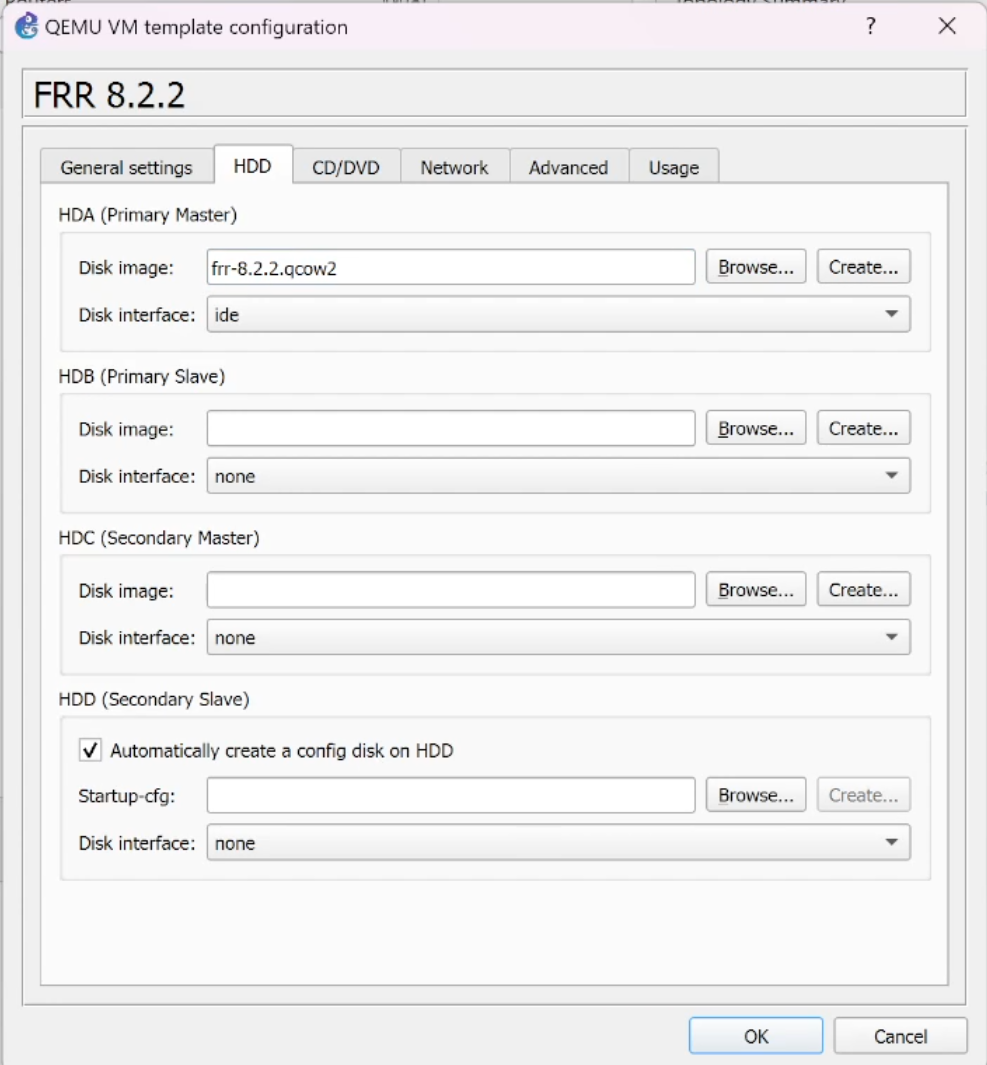 QEMU VM template configuration ?
FRR 8.2.2
General settings HDD CD/DVD Network Advanced Usage
HDA (Primary Master)
Disk image: frr-8.2.2.qcow2 Browse... Create...
Disk interface: ide
HDB (Primary Slave)
Disk image: Browse... Create...
Disk interface: none
HDC (Secondary Master)
Disk image: Browse... Create...
Disk interface: none
HDD (Secondary Slave)
Automatically create a config disk on HDD
Startup-cfg: Browse... Create...
Disk interface: none
OK Cancel